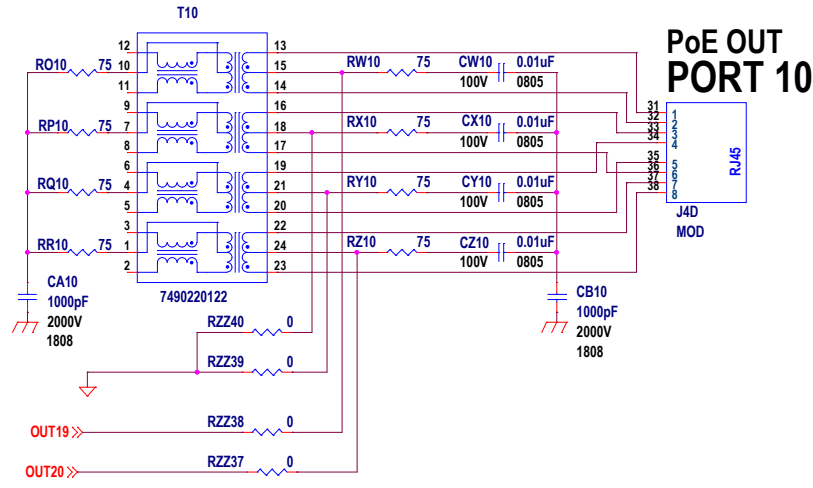 T10
PoE OUT
PORT 10
12 13
RO10 75 10 15 RW10 75 CW10 0.01uF
100V 0805
11 14
9 16
RP10 75 7 18 RX10 75 CX10 0.01uF
100V 0805
8 17
6 19
RQ10 75 4 21 RY10 75 CY10 0.01uF
100V 0805
5 20
3 22
RR10 75 1 24 RZ10 75 CZ10 0.01uF
100V 0805
2 23
31 1
32 2
33 3
34 4
35 5
36 6
37 7
38 8
RJ45
J4D
MOD
CA10
1000pF
2000V
1808
7490220122
CB10
1000pF
2000V
1808
RZZ40 0
RZZ39 0
OUT19 RZZ38 0
OUT20 RZZ37 0